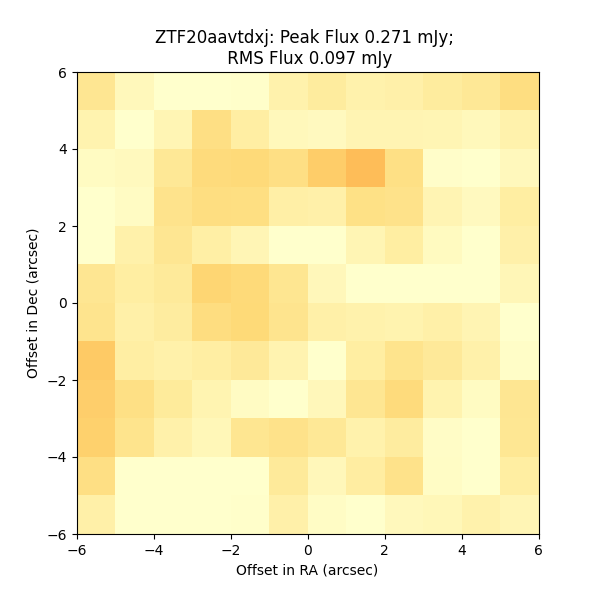 ZTF20aavtdxj: Peak Flux 0.271 mJy;
RMS Flux 0.097 mJy
6
4
2
0
−2
−4
−6
Offset in Dec (arcsec)
−6 −4 −2 0 2 4 6
Offset in RA (arcsec)